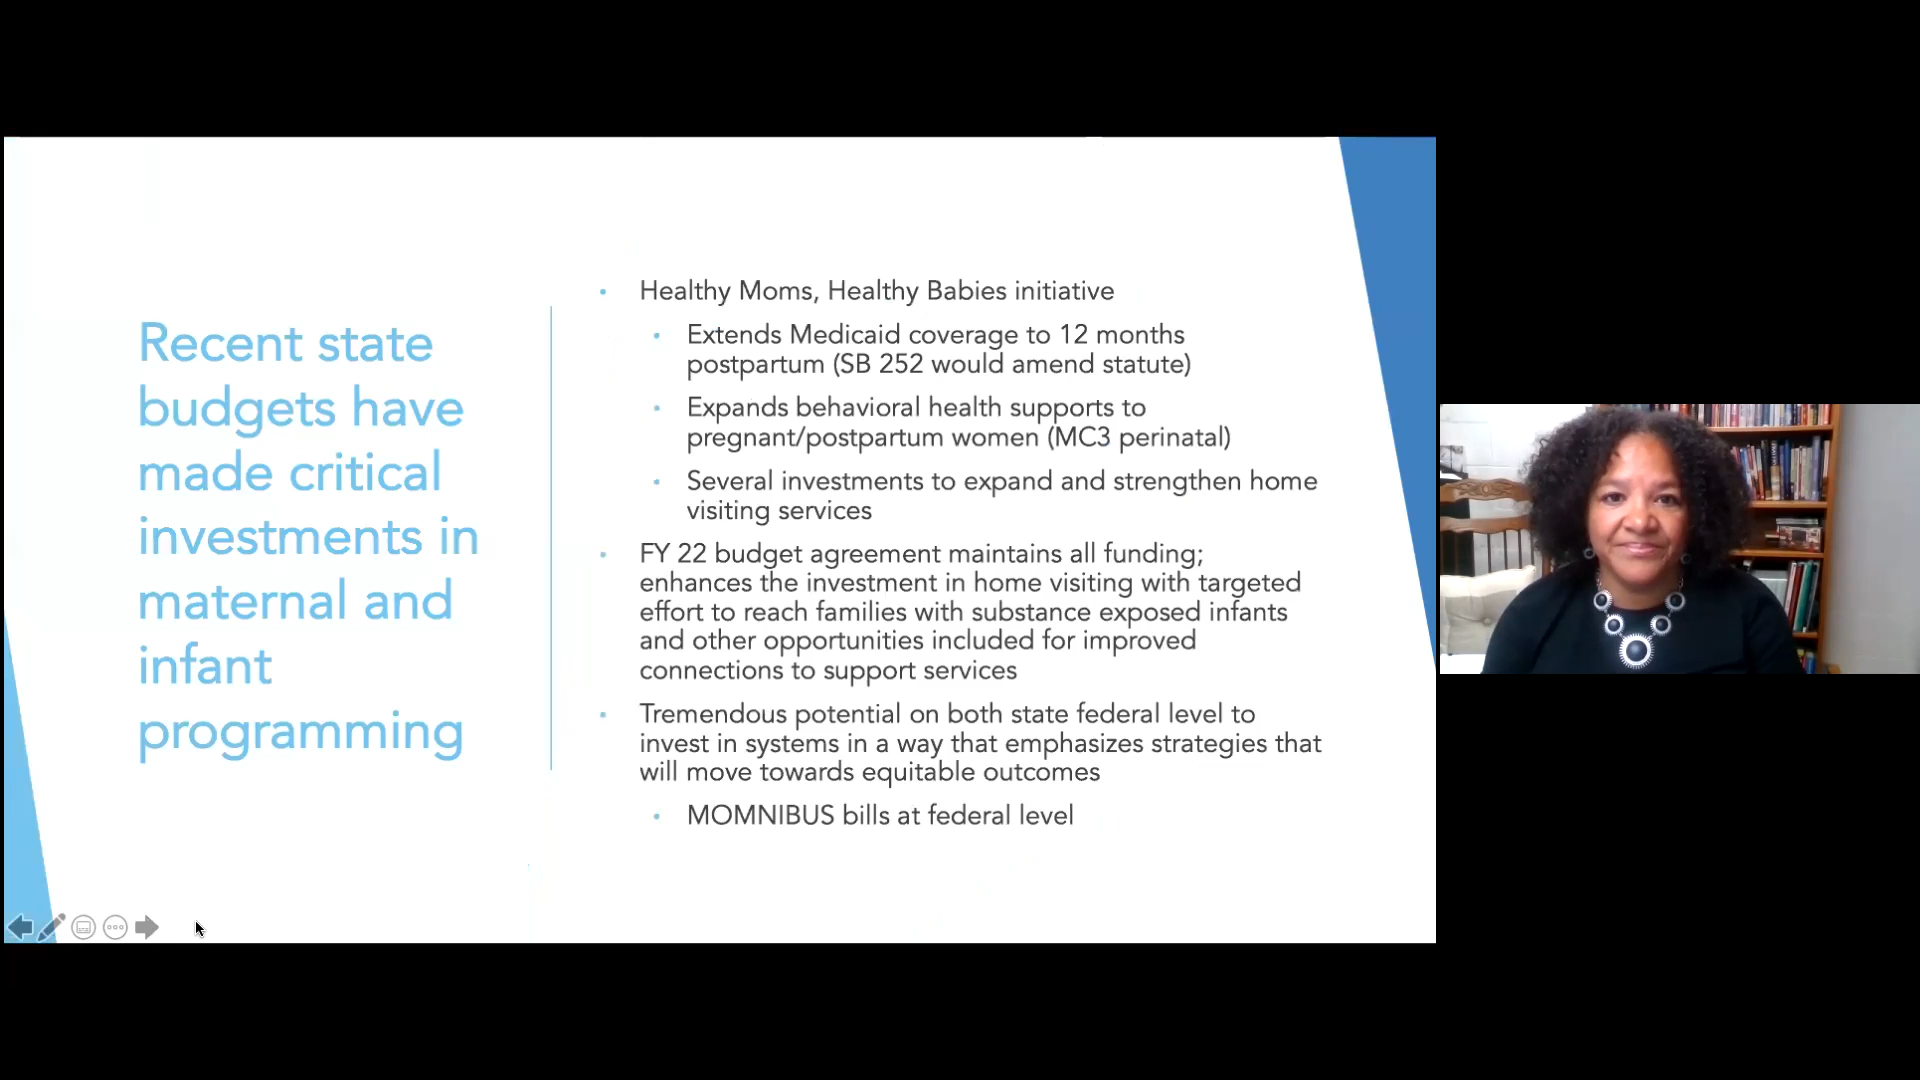 Recent state
budgets have
made critical
investments in
maternal and
infant
programming
Healthy Moms, Healthy Babies initiative
Extends Medicaid coverage to 12 months
postpartum (SB 252 would amend statute)
Expands behavioral health supports to
pregnant/postpartum women (MC3 perinatal)
Several investments to expand and strengthen home
visiting services
FY 22 budget agreement maintains all funding;
enhances the investment in home visiting with targeted
effort to reach families with substance exposed infants
and other opportunities included for improved
connections to support services
Tremendous potential on both state federal level to
invest in systems in a way that emphasizes strategies that
will move towards equitable outcomes
MOMNIBUS bills at federal level